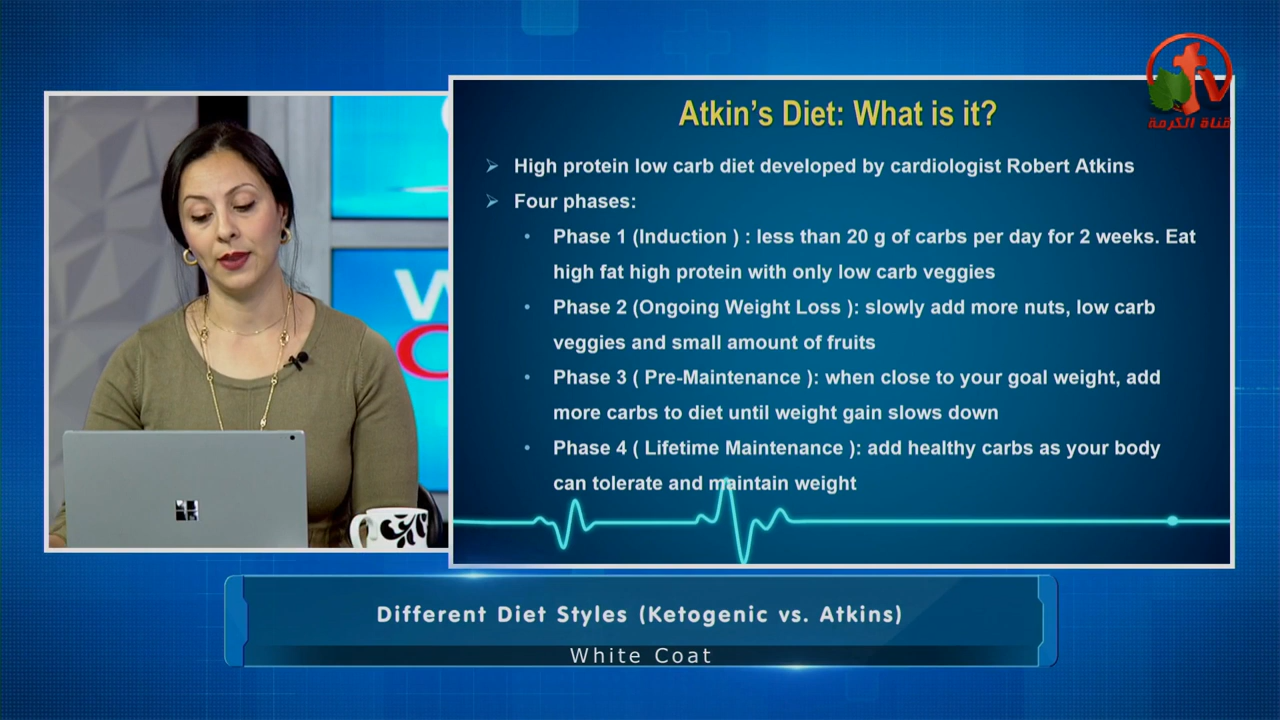 Atkin's Diet: What is it?
High protein low carb diet developed by cardiologist Robert Atkins
Four phases:
Phase 1 (Induction ) : less than 20 g of carbs per day for 2 weeks. Eat
high fat high protein with only low carb veggies
Phase 2 (Ongoing Weight Loss ): slowly add more nuts, low carb
veggies and small amount of fruits
Phase 3 ( Pre-Maintenance ): when close to your goal weight, add
more carbs to diet until weight gain slows down
Phase 4 ( Lifetime Maintenance ): add healthy carbs as your body
can tolerate and maintain weight
tv
قناة الكرمة
Different Diet Styles (Ketogenic vs. Atkins)
White Coat